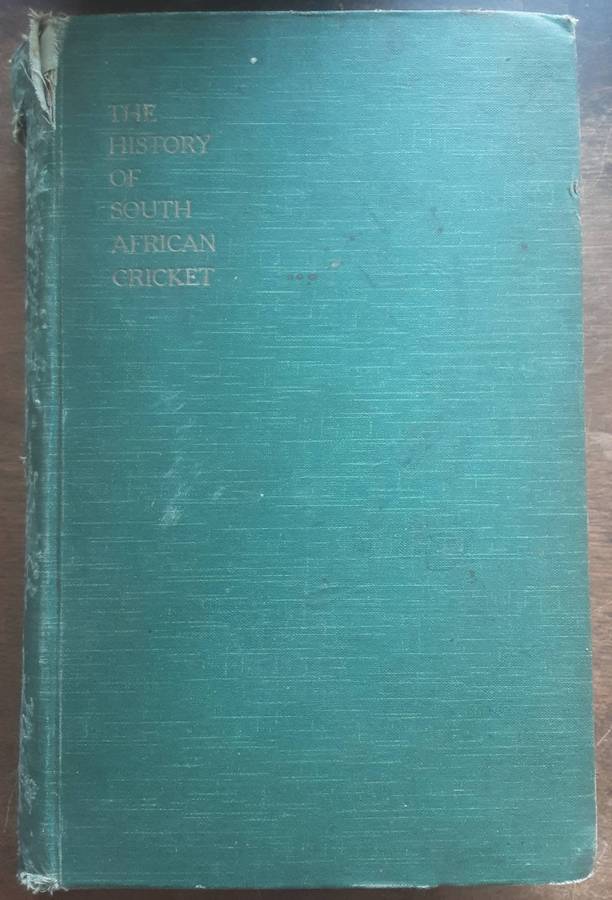 THE
HISTORY
OF
SOUTH
AFRICAN
CRICKET